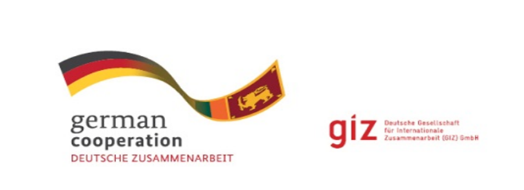 german
cooperation
DEUTSCHE ZUSAMMENARBEIT
giz
Deutsche Gesellschaft
für Internationale
Zusammenarbeit (GIZ) GmbH